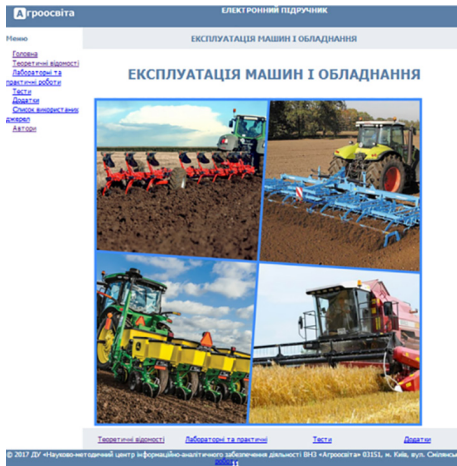 Агроосвіта
ЕЛЕКТРОННИЙ ПІДРУЧНИК
Меню
ЕКСПЛУАТАЦІЯ МАШИН І ОБЛАДНАННЯ
Головна
Теоретичні відомості
Лабораторні та
практичні роботи
Тести
Додатки
Список використаних
джерел
Автори
ЕКСПЛУАТАЦІЯ МАШИН І ОБЛАДНАННЯ
Теоретичні відомості Лабораторні та практичні Тести Додатки
роботи
© 2017 ДУ «Науково-методичний центр інформаційно-аналітичного забезпечення діяльності ВНЗ «Агроосвіта» 03151, м. Київ, вул. Смілянська